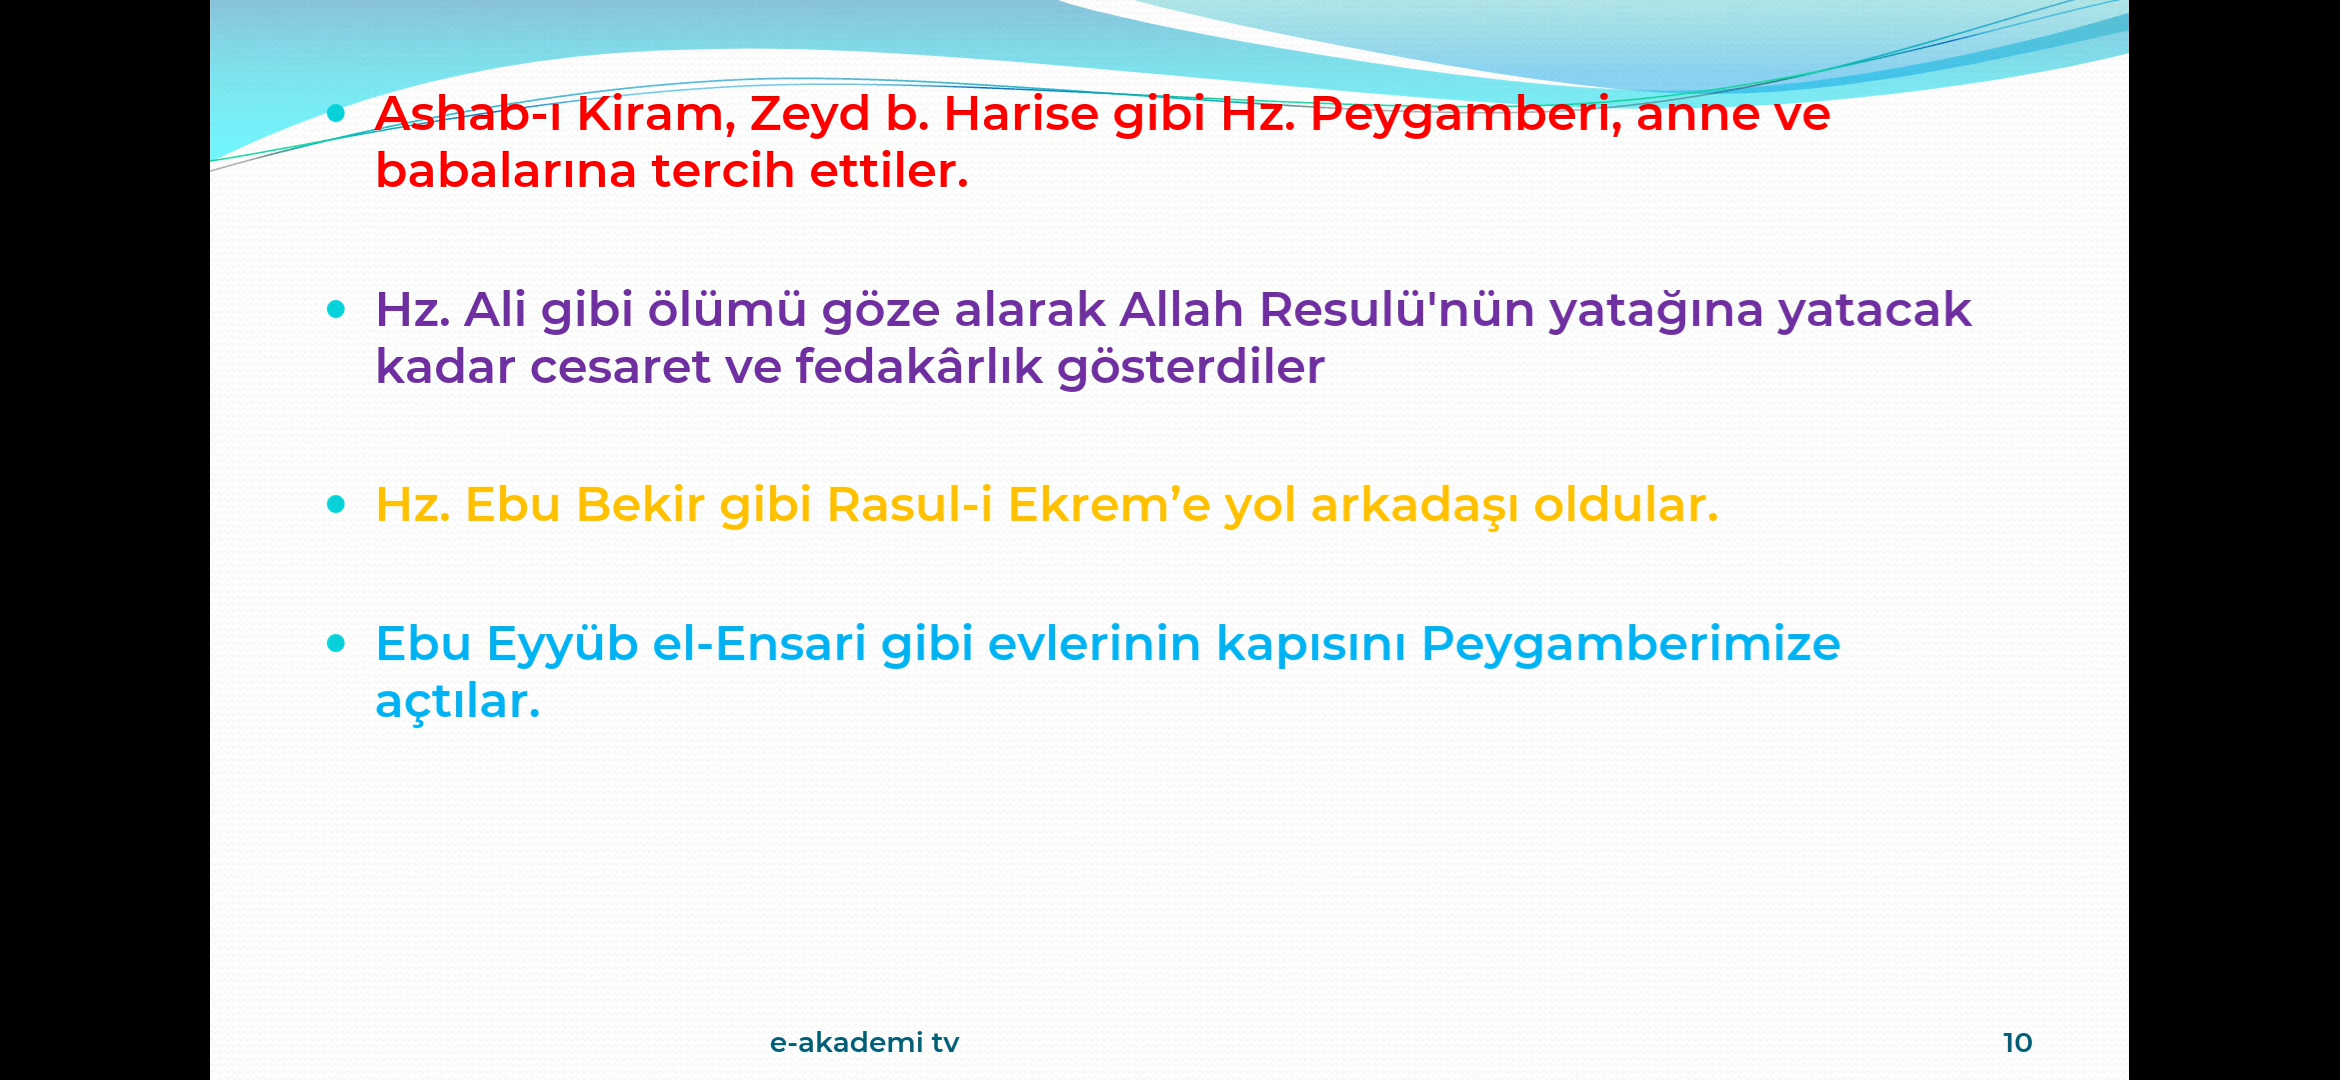 Ashab-ı Kiram, Zeyd b. Harise gibi Hz. Peygamberi, anne ve
babalarına tercih ettiler.
Hz. Ali gibi ölümü göze alarak Allah Resulü'nün yatağına yatacak
kadar cesaret ve fedakârlık gösterdiler
Hz. Ebu Bekir gibi Rasul-i Ekrem’e yol arkadaşı oldular.
Ebu Eyyüb el-Ensari gibi evlerinin kapısını Peygamberimize
açtılar.
e-akademi tv
10